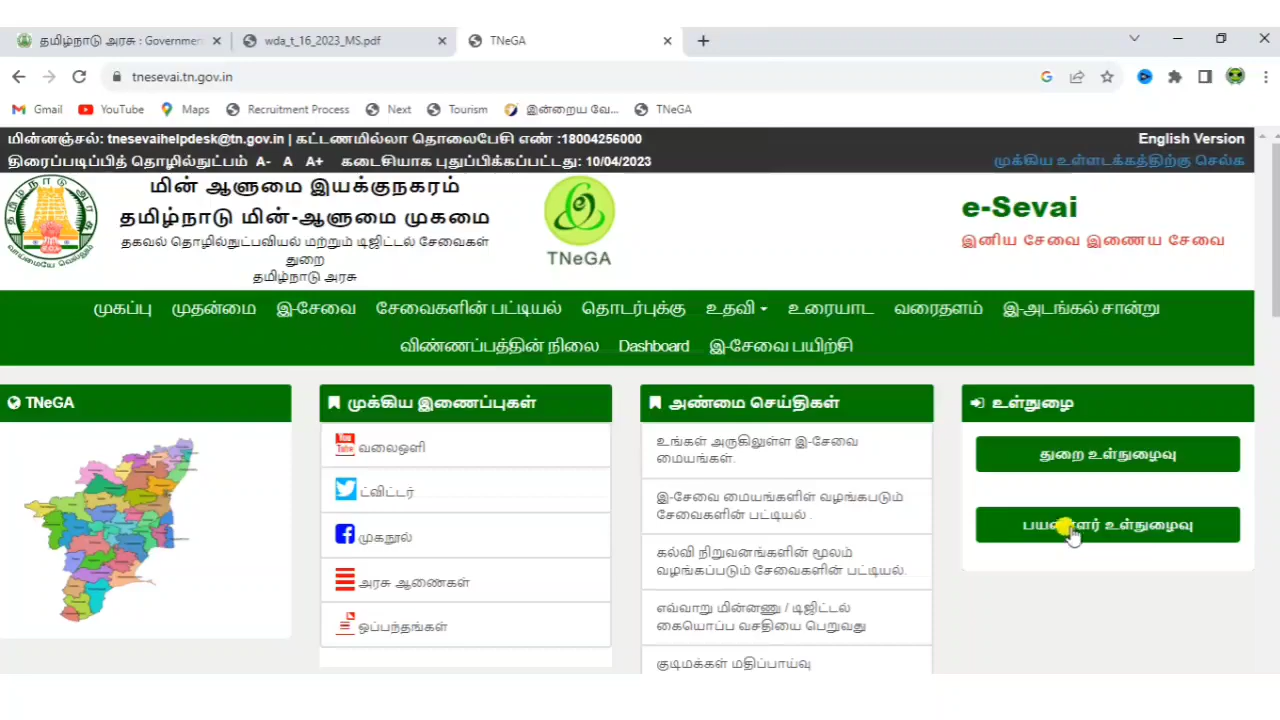 தமிழ்நாடு அரசு : Governmen
wda_t_16_2023_MS.pdf
TNeGA
tnesevai.tn.gov.in
Gmail
YouTube
Maps
Recruitment Process
Next
Tourism
இன்றைய வே...
TNeGA
மின்னஞ்சல்: tnesevaihelpdesk@tn.gov.in | கட்டணமில்லா தொலைபேசி எண் :18004256000
English Version
திரைப்படிப்பித் தொழில்நுட்பம் A- A A+ கடைசியாக புதுப்பிக்கப்பட்டது: 10/04/2023
முக்கிய உள்ளடக்கத்திற்கு செல்க
மின் ஆளுமை இயக்குநகரம்
தமிழ்நாடு மின்-ஆளுமை முகமை
தகவல் தொழில்நுட்பவியல் மற்றும் டிஜிட்டல் சேவைகள்
துறை
தமிழ்நாடு அரசு
TNeGA
e-Sevai
இனிய சேவை இணைய சேவை
முகப்பு முதன்மை இ-சேவை சேவைகளின் பட்டியல் தொடர்புக்கு உதவி உரையாட வரைதளம் இ-அடங்கல் சான்று
விண்ணப்பத்தின் நிலை Dashboard இ-சேவை பயிற்சி
TNeGA
முக்கிய இணைப்புகள்
வலைஒளி
ட்விட்டர்
முகநூல்
அரசு ஆணைகள்
ஒப்பந்தங்கள்
அண்மை செய்திகள்
உங்கள் அருகிலுள்ள இ-சேவை
மையங்கள்.
இ-சேவை மையங்களிள் வழங்கபடும்
சேவைகளின் பட்டியல் .
கல்வி நிறுவனங்களின் மூலம்
வழங்கப்படும் சேவைகளின் பட்டியல்.
எவ்வாறு மின்னணு / டிஜிட்டல்
கையொப்ப வசதியை பெறுவது
குடிமக்கள் மதிப்பாய்வு
உள்நுழை
துறை உள்நுழைவு
உள்நுழைவு